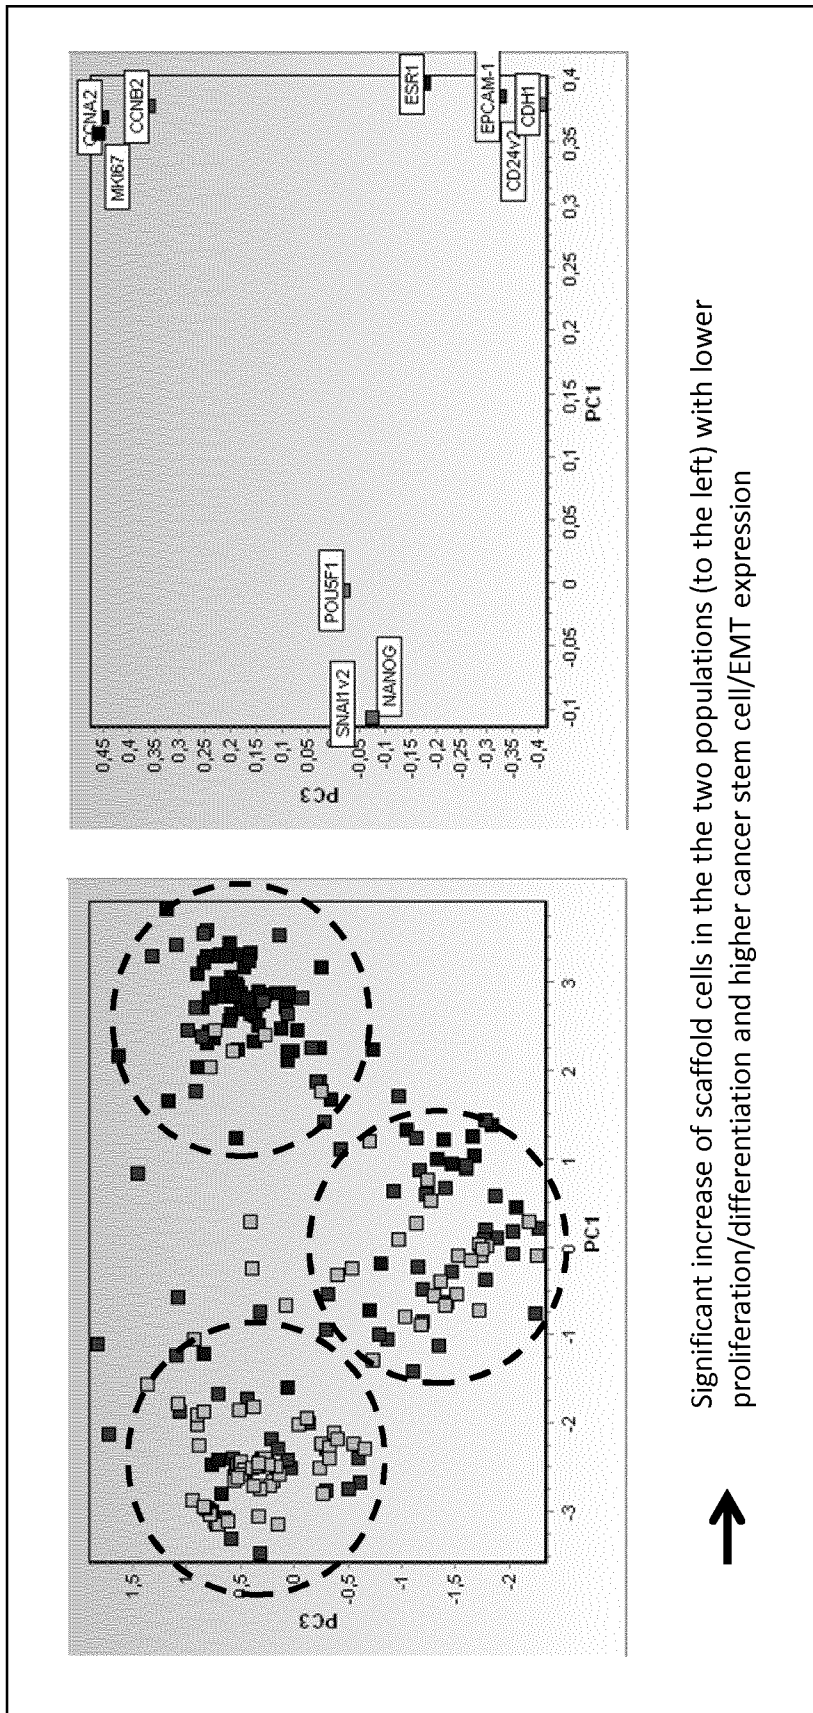 1,5
1
0,5
0,0
-0,5
-1
-1,5
-2
PC3
-3 -2 -1 0 1 2 3
PC1
0,45
0,4
0,35
0,3
0,25
0,2
0,15
0,1
0,05
-0,05
-0,1
-0,15
-0,2
-0,25
-0,3
-0,35
-0,4
PC3
CCNA2
MKI67
CCNB2
SNAI1v2
POU5F1
NANOG
ESR1
EPCAM-1
CD24v2
CDH1
-0,1 -0,05 0 0,05 0,1 0,15 0,2 0,25 0,3 0,35 0,4
PC1
Significant increase of scaffold cells in the the two populations (to the left) with lower
proliferation/differentiation and higher cancer stem cell/EMT expression